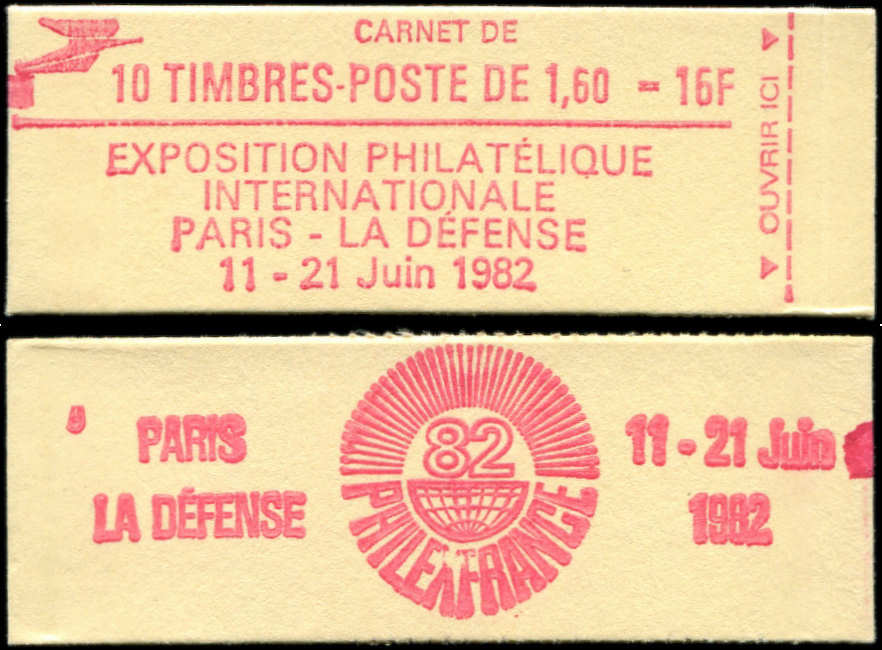 CARNET DE
10 TIMBRES-POSTE DE 1,60 = 16F
EXPOSITION PHILATÉLIQUE
INTERNATIONALE
PARIS - LA DÉFENSE
11 - 21 Juin 1982
OUVRIR ICI
PARIS
LA DÉFENSE
82
PHILEXFRANCE
11 - 21 Juin
1982